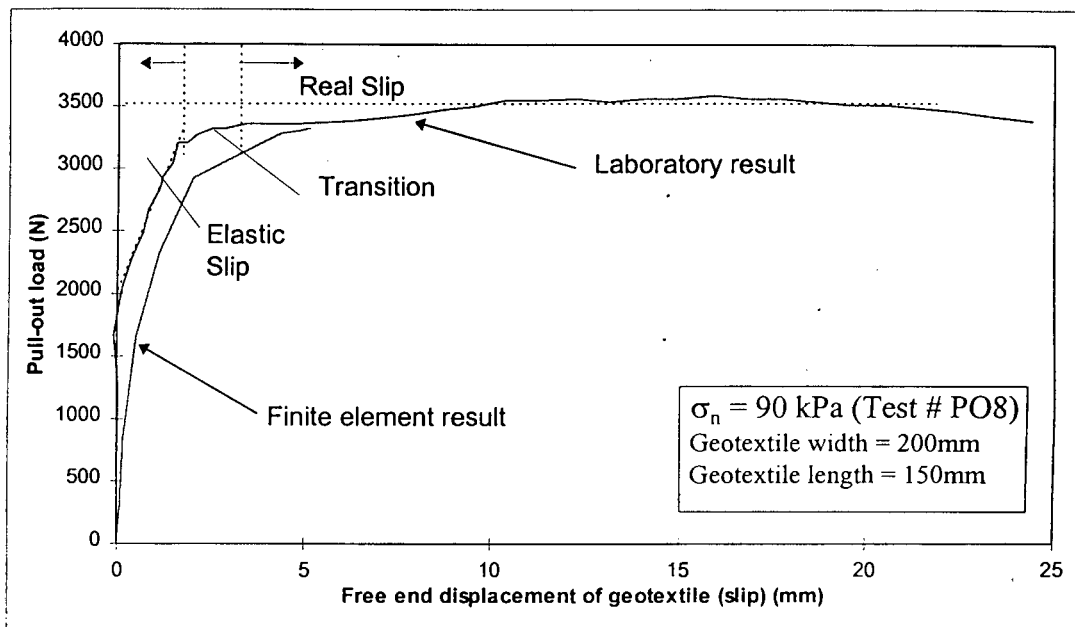 4000
3500
3000
2500
2000
1500
1000
500
0
Pull-out load (N)
Real Slip
Laboratory result
Transition
Elastic
Slip
Finite element result
σn = 90 kPa (Test # PO8)
Geotextile width = 200mm
Geotextile length = 150mm
0 5 10 15 20 25
Free end displacement of geotextile (slip) (mm)